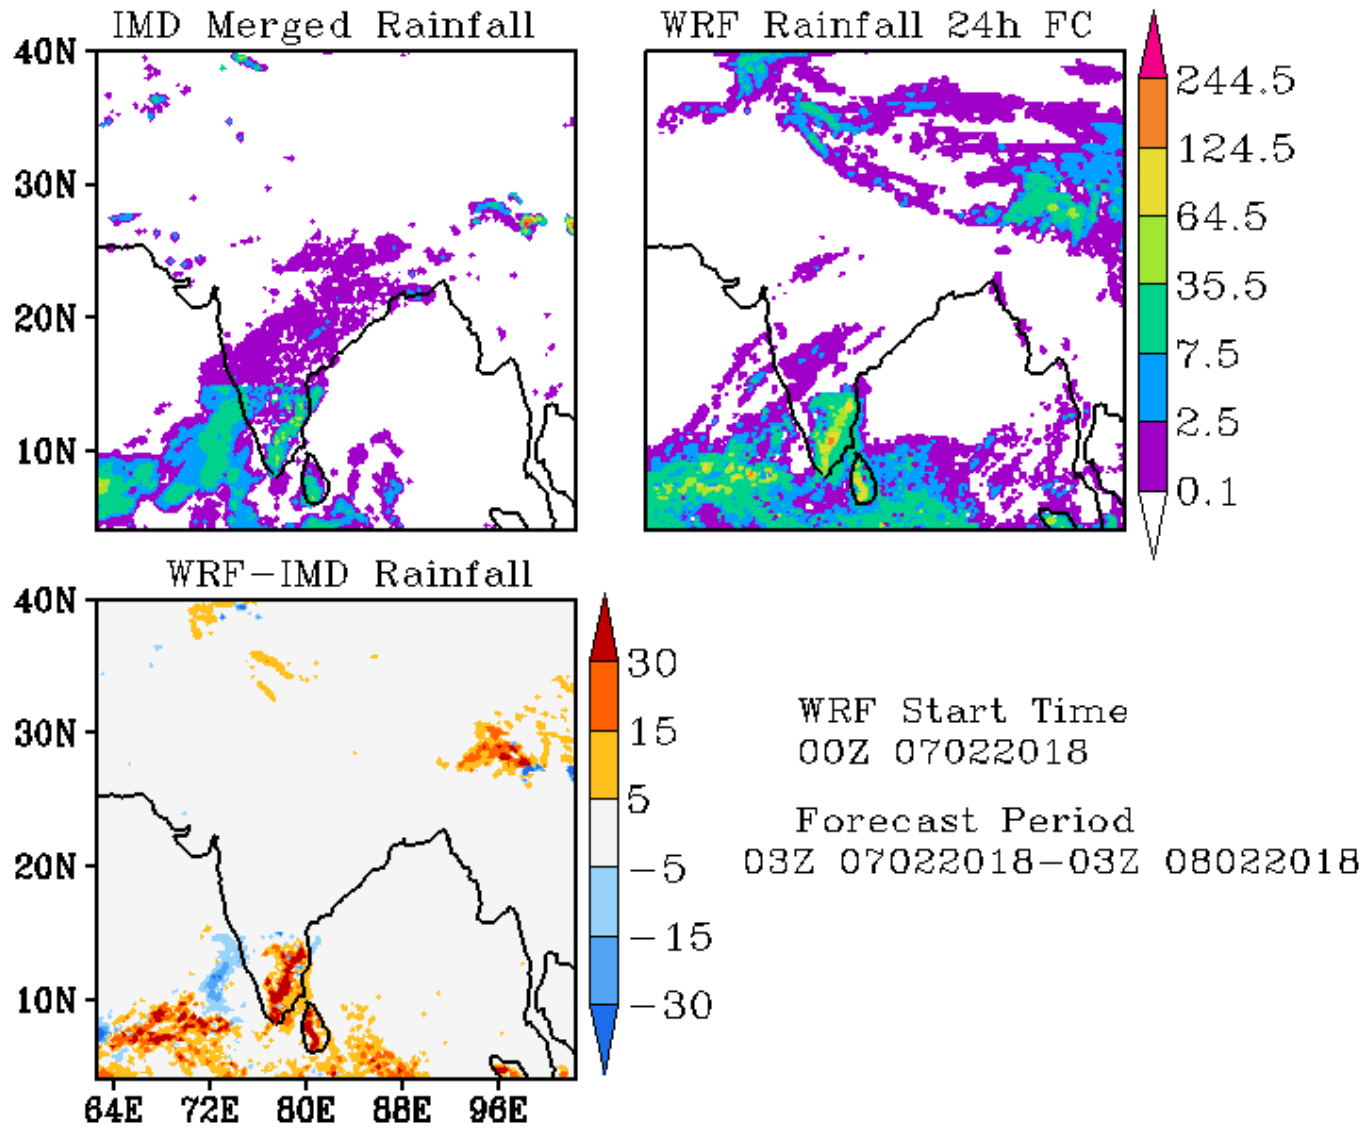 IMD Merged Rainfall
WRF Rainfall 24h FC
40N
30N
20N
10N
244.5
124.5
64.5
35.5
7.5
2.5
0.1
WRF-IMD Rainfall
40N
30N
20N
10N
64E 72E 80E 88E 96E
30
15
5
-5
-15
-30
WRF Start Time
00Z 07022018
Forecast Period
03Z 07022018-03Z 08022018